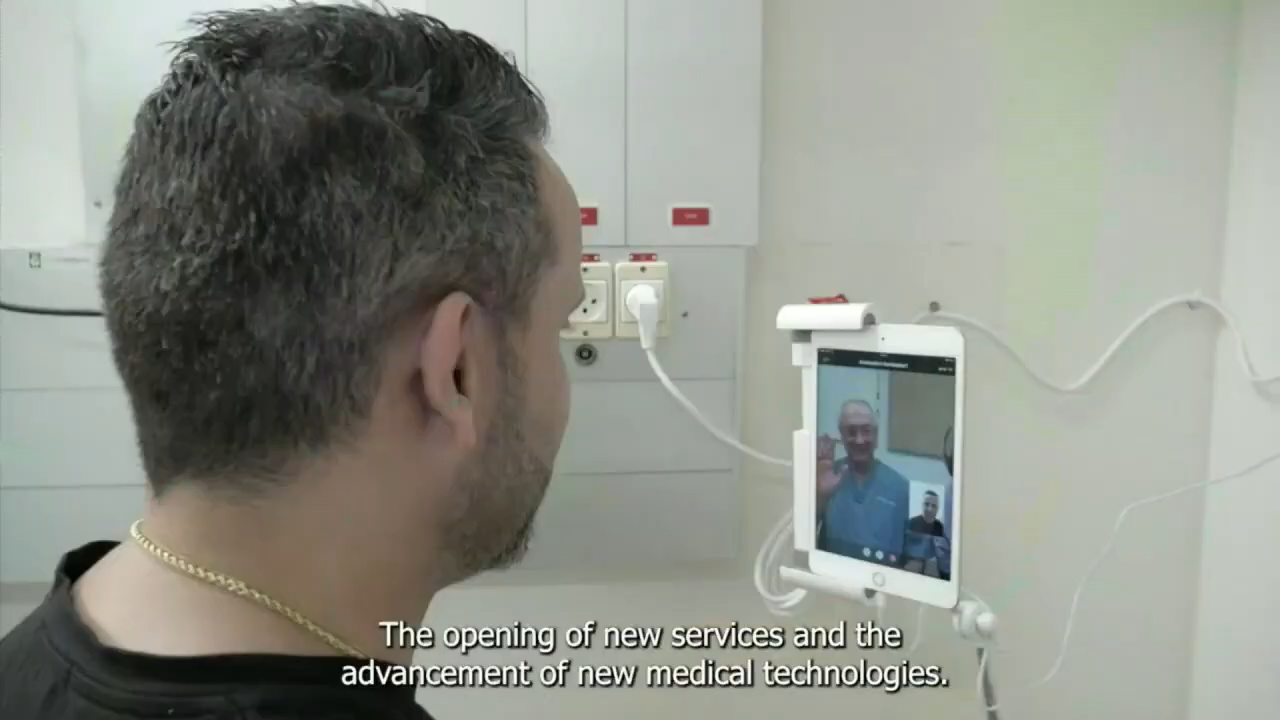 The opening of new services and the
advancement of new medical technologies.